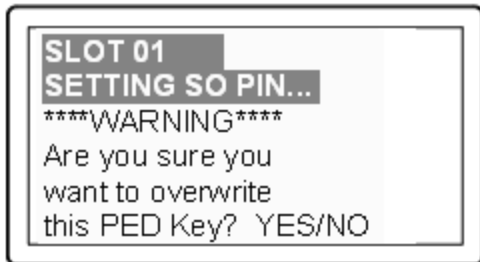 SLOT 01
SETTING SO PIN...
****WARNING****
Are you sure you
want to overwrite
this PED Key?  YES/NO